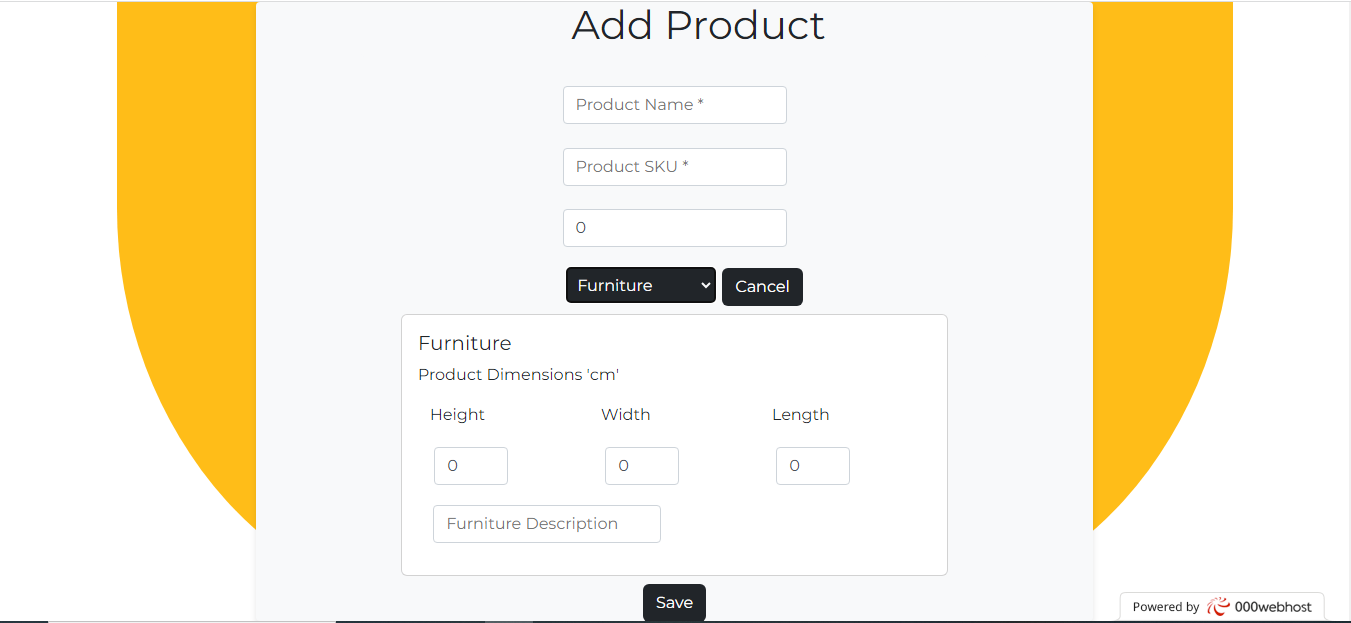 Add Product
Product Name *
Product SKU *
0
Furniture Cancel
Furniture
Product Dimensions 'cm'
Height Width Length
0 0 0
Furniture Description
Save
Powered by 000webhost